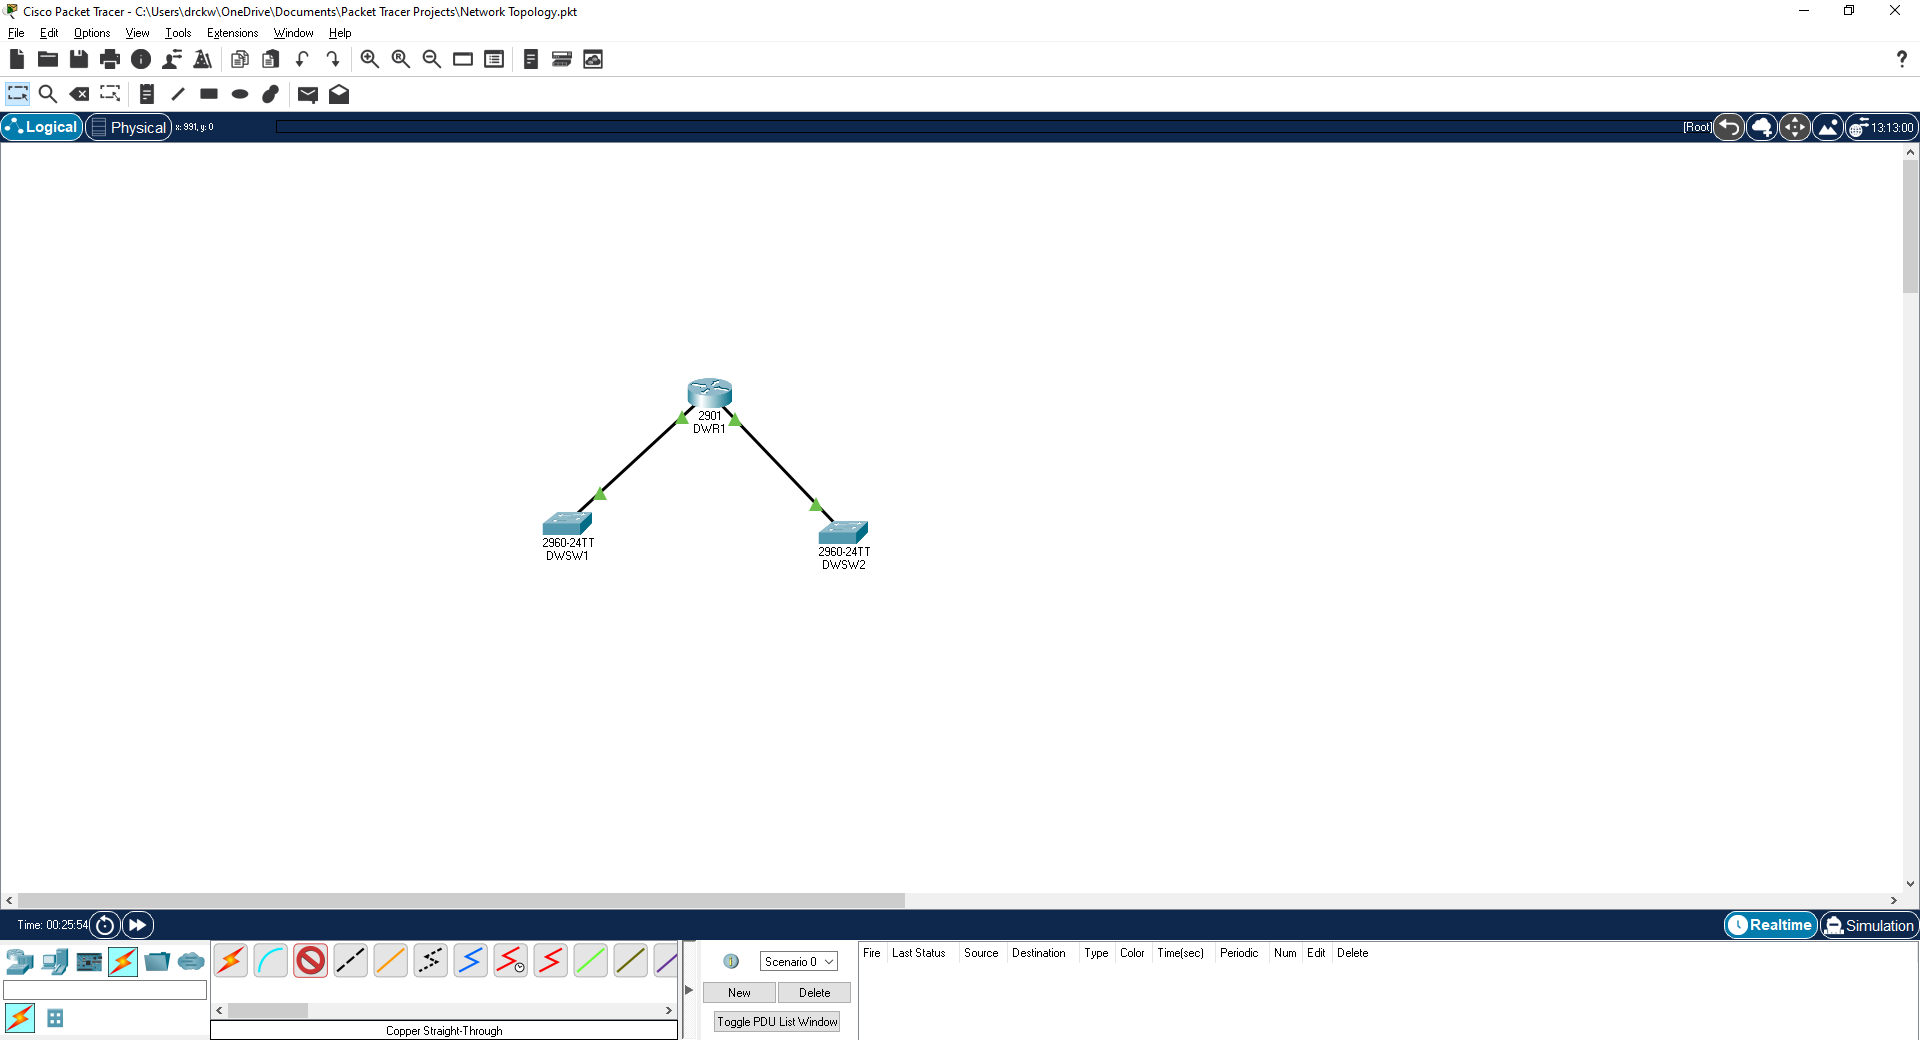 Cisco Packet Tracer - C:\Users\drckw\OneDrive\Documents\Packet Tracer Projects\Network Topology.pkt
File Edit Options View Tools Extensions Window Help
?
Logical Physical x: 991, y: 0 [Root] 13:13:00
2901
DWR1
2960-24TT
DWSW1
2960-24TT
DWSW2
Time: 00:25:54 Realtime Simulation
Scenario 0
New Delete
Toggle PDU List Window
Fire Last Status Source Destination Type Color Time(sec) Periodic Num Edit Delete
Copper Straight-Through